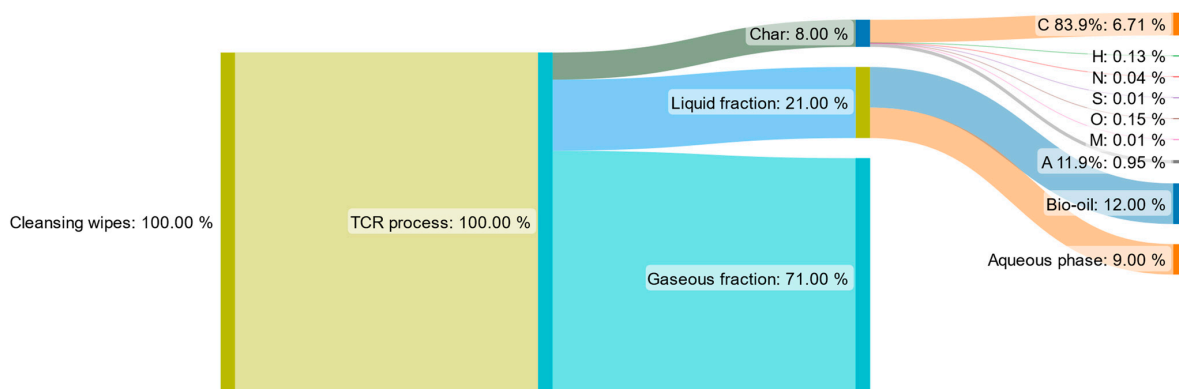 Char: 8.00 %
C 83.9%: 6.71 %
H: 0.13 %
N: 0.04 %
S: 0.01 %
O: 0.15 %
M: 0.01 %
A 11.9%: 0.95 %
Liquid fraction: 21.00 %
Bio-oil: 12.00 %
Aqueous phase: 9.00 %
Cleansing wipes: 100.00 %
TCR process: 100.00 %
Gaseous fraction: 71.00 %